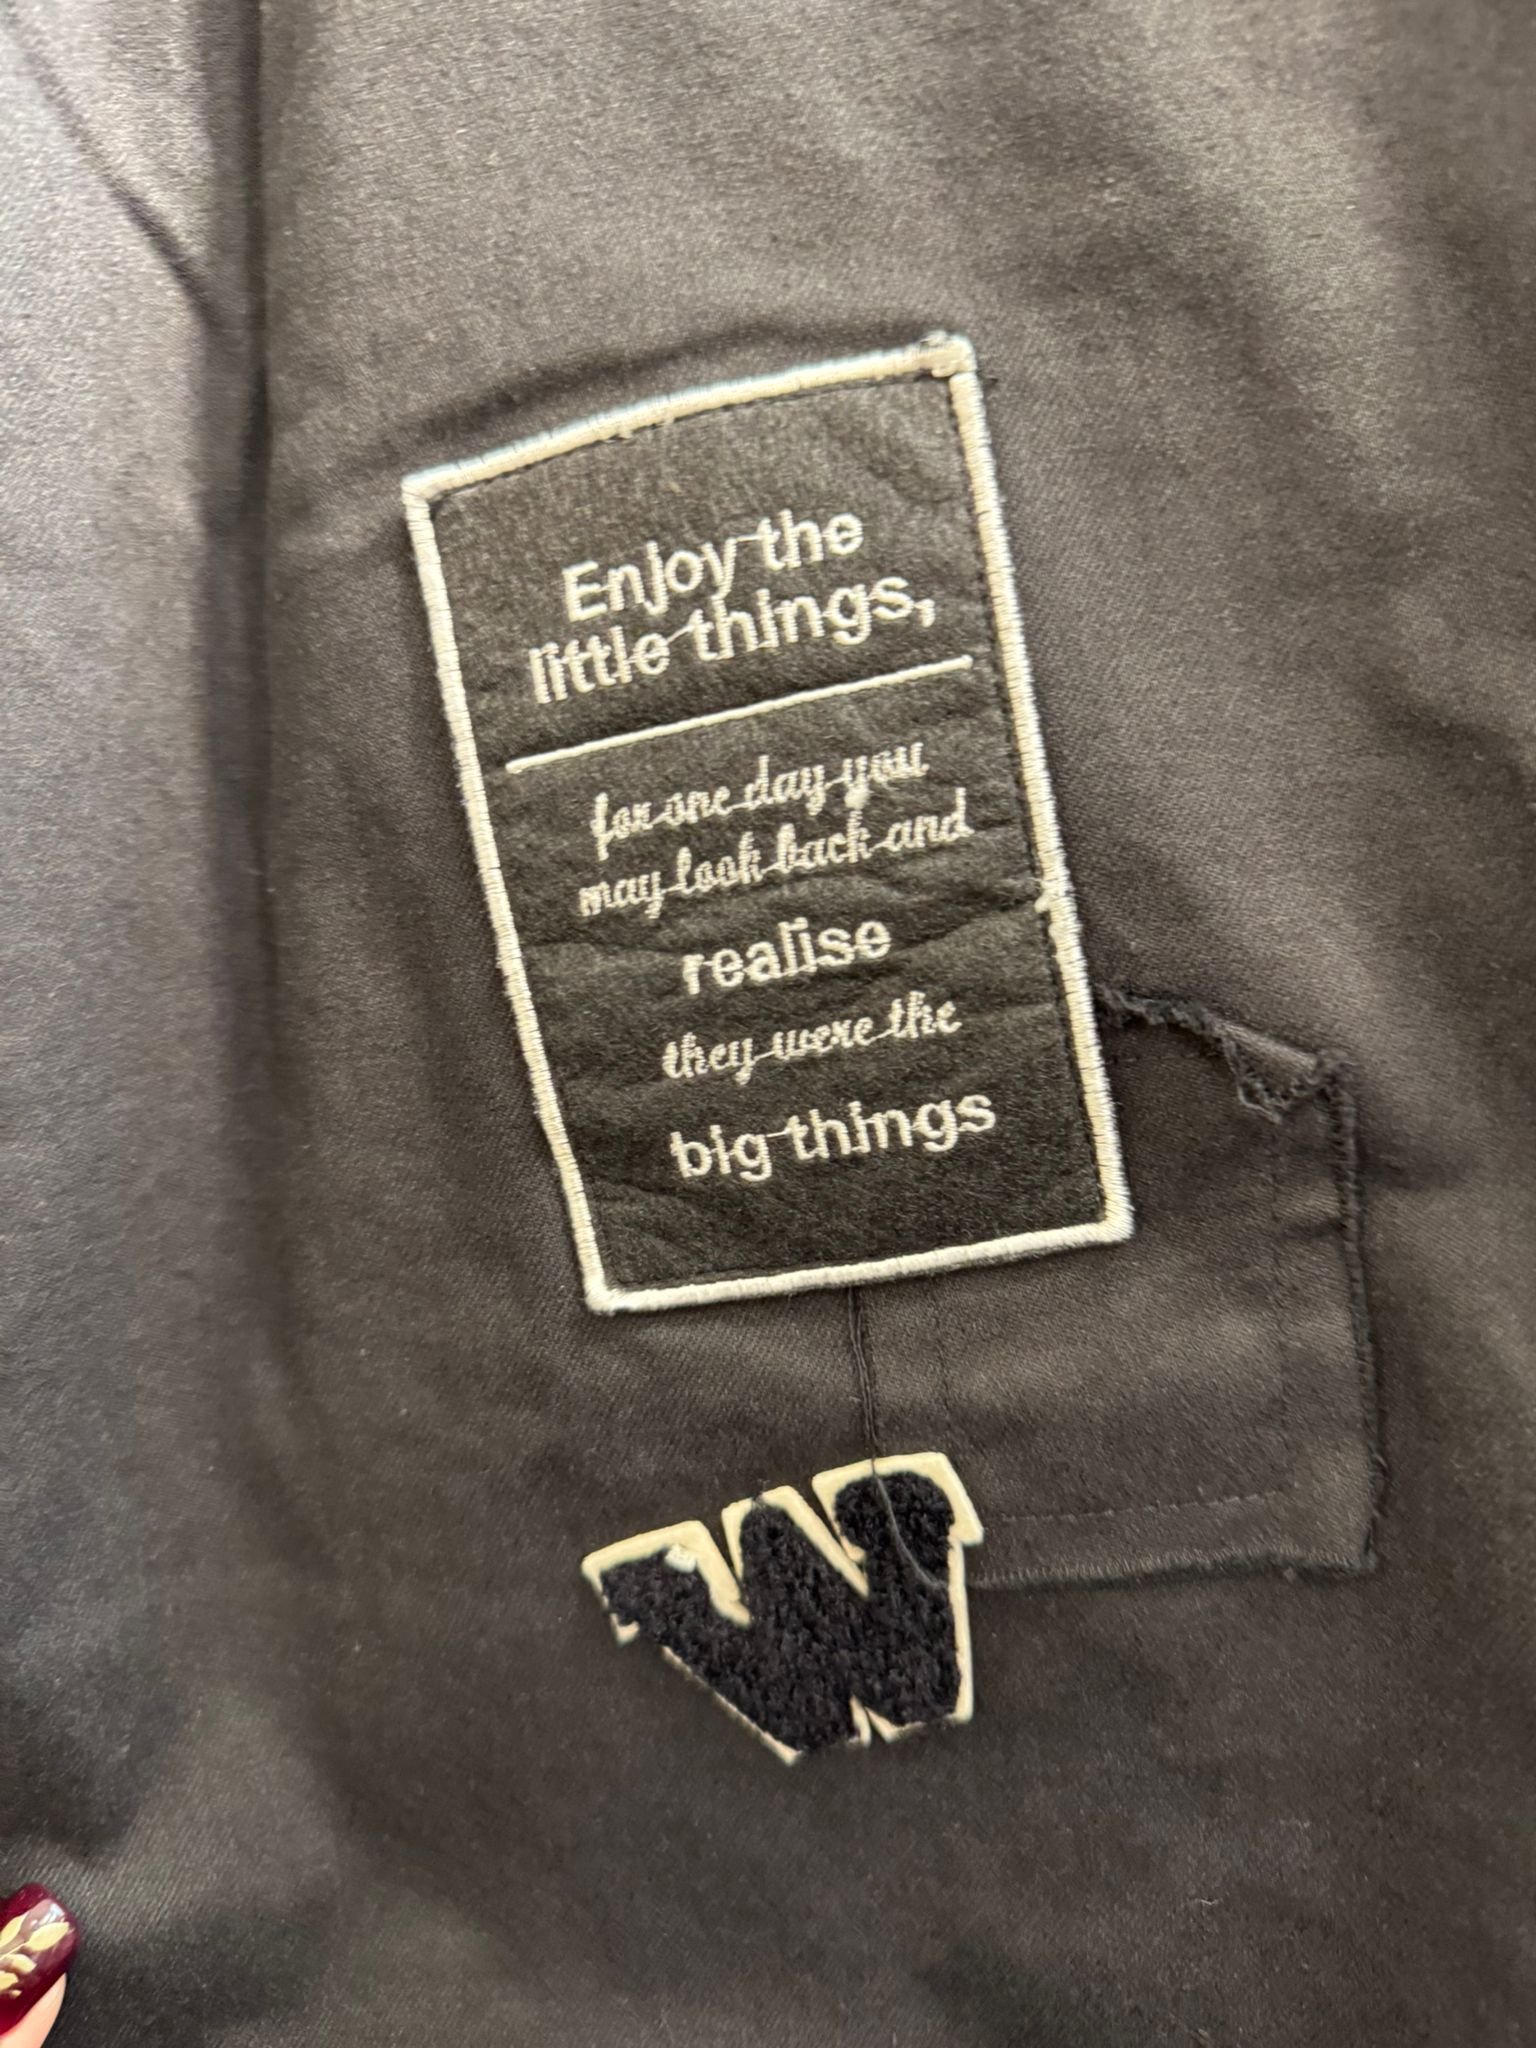 Enjoy the
little things,
for one day you
may look back and
realise
they were the
big things
W